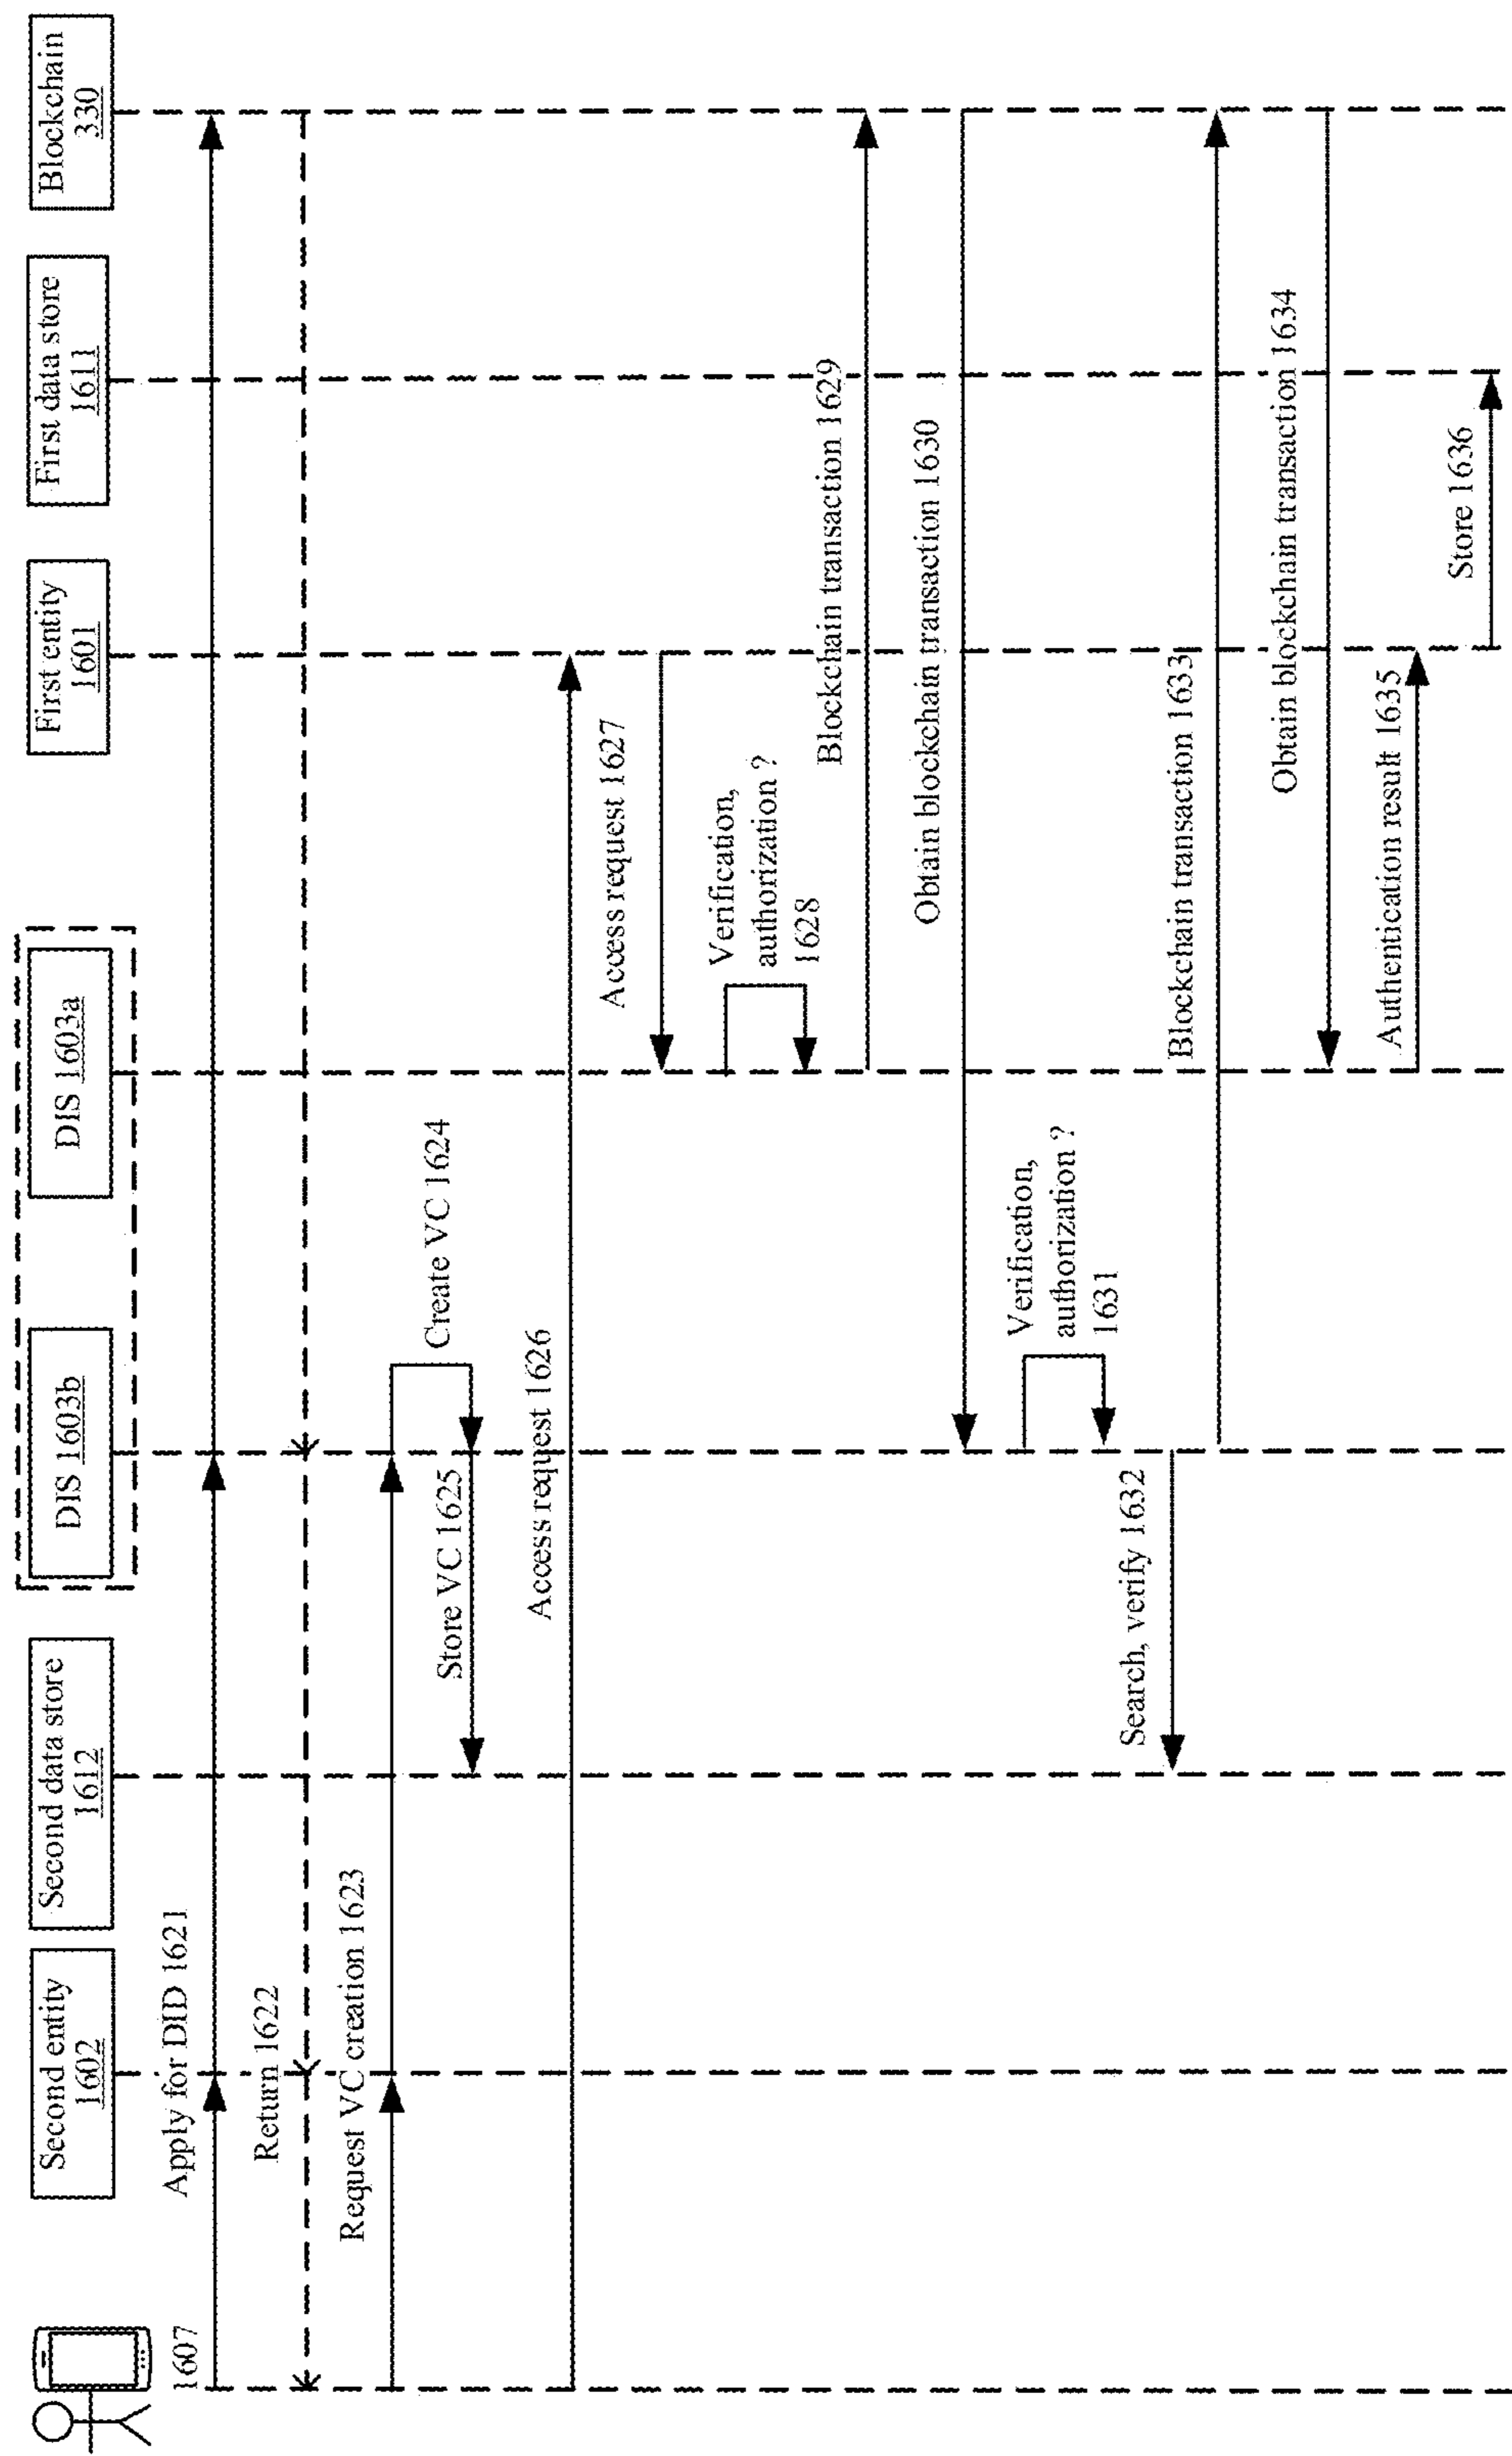 1607
Second entity
1602
Second data store
1612
DIS 1603b
DIS 1603a
First entity
1601
First data store
1611
Blockchain
330
Apply for DID 1621
Return 1622
Request VC creation 1623
Create VC 1624
Store VC 1625
Access request 1626
Access request 1627
Verification,
authorization ?
1628
Blockchain transaction 1629
Obtain blockchain transaction 1630
Verification,
authorization ?
1631
Search, verify 1632
Blockchain transaction 1633
Obtain blockchain transaction 1634
Authentication result 1635
Store 1636